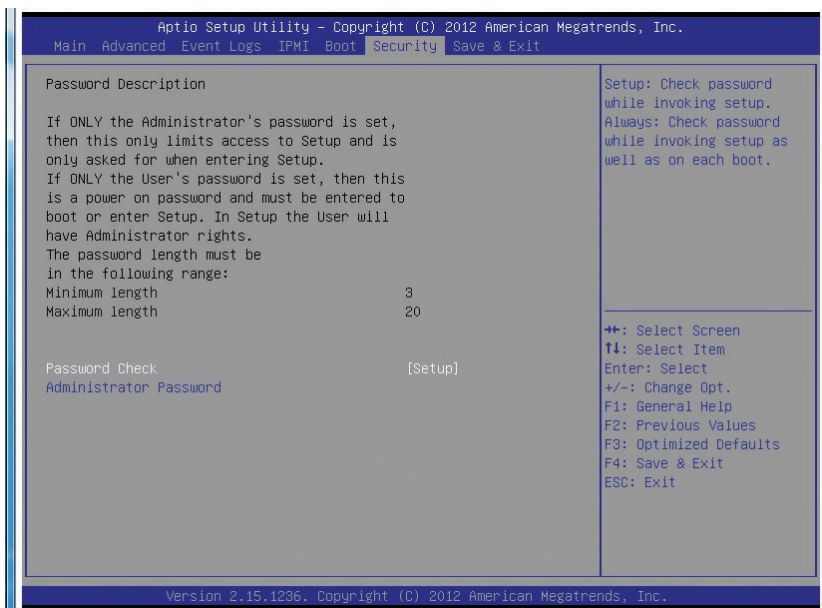 Aptio Setup Utility – Copyright (C) 2012 American Megatrends, Inc.
Main Advanced Event Logs IPMI Boot Security Save & Exit
Password Description
If ONLY the Administrator's password is set,
then this only limits access to Setup and is
only asked for when entering Setup.
If ONLY the User's password is set, then this
is a power on password and must be entered to
boot or enter Setup. In Setup the User will
have Administrator rights.
The password length must be
in the following range:
Minimum length 3
Maximum length 20
Password Check [Setup]
Administrator Password
Setup: Check password
while invoking setup.
Always: Check password
while invoking setup as
well as on each boot.
→←: Select Screen
↑↓: Select Item
Enter: Select
+/-: Change Opt.
F1: General Help
F2: Previous Values
F3: Optimized Defaults
F4: Save & Exit
ESC: Exit
Version 2.15.1236. Copyright (C) 2012 American Megatrends, Inc.